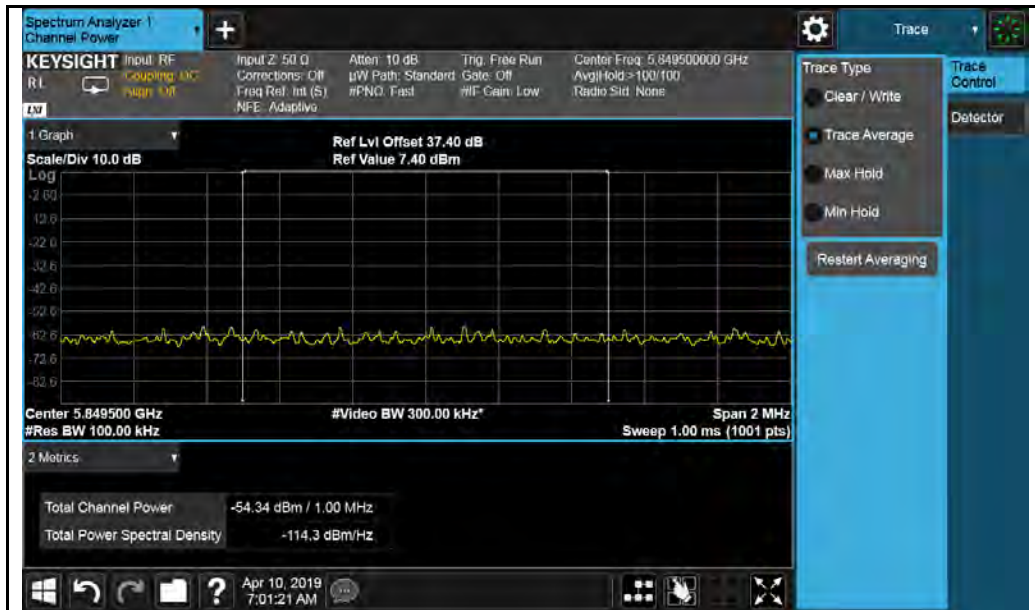 Spectrum Analyzer 1
Channel Power
+
Trace
KEYSIGHT Input: RF
R L
Coupling: DC
Align: Off
LXI
Input Z: 50 Ω
Corrections: Off
Freq Ref: Int (S)
NFE: Adaptive
Atten: 10 dB
µW Path: Standard
#PNO: Fast
Trig: Free Run
Gate: Off
#IF Gain: Low
Center Freq: 5.849500000 GHz
Avg|Hold:>100/100
Radio Std: None
Trace Type
Clear / Write
Trace Average
Max Hold
Min Hold
Restart Averaging
Trace
Control
Detector
1 Graph
Scale/Div 10.0 dB
Ref Lvl Offset 37.40 dB
Ref Value 7.40 dBm
Log
-2.60
-12.6
-22.6
-32.6
-42.6
-52.6
-62.6
-72.6
-82.6
Center 5.849500 GHz
#Res BW 100.00 kHz
#Video BW 300.00 kHz*
Span 2 MHz
Sweep 1.00 ms (1001 pts)
2 Metrics
Total Channel Power -54.34 dBm / 1.00 MHz
Total Power Spectral Density -114.3 dBm/Hz
?
Apr 10, 2019
7:01:21 AM